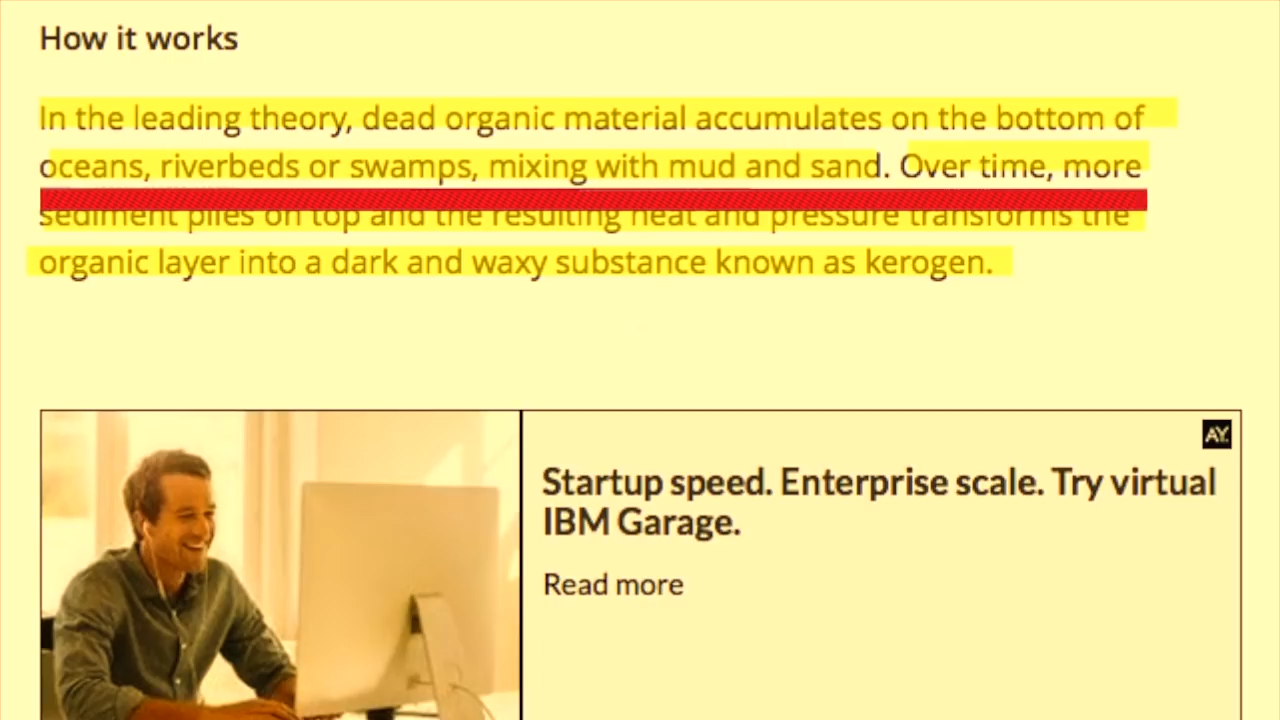 How it works
In the leading theory, dead organic material accumulates on the bottom of
oceans, riverbeds or swamps, mixing with mud and sand. Over time, more
sediment piles on top and the resulting heat and pressure transforms the
organic layer into a dark and waxy substance known as kerogen.
AY
Startup speed. Enterprise scale. Try virtual
IBM Garage.
Read more